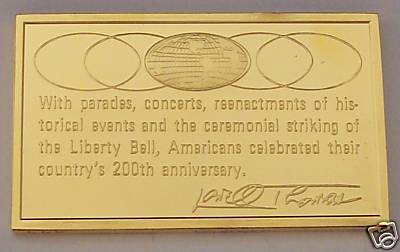 With parades, concerts, reenactments of his-
torical events and the ceremonial striking of
the Liberty Bell, Americans celebrated their
country's 200th anniversary.